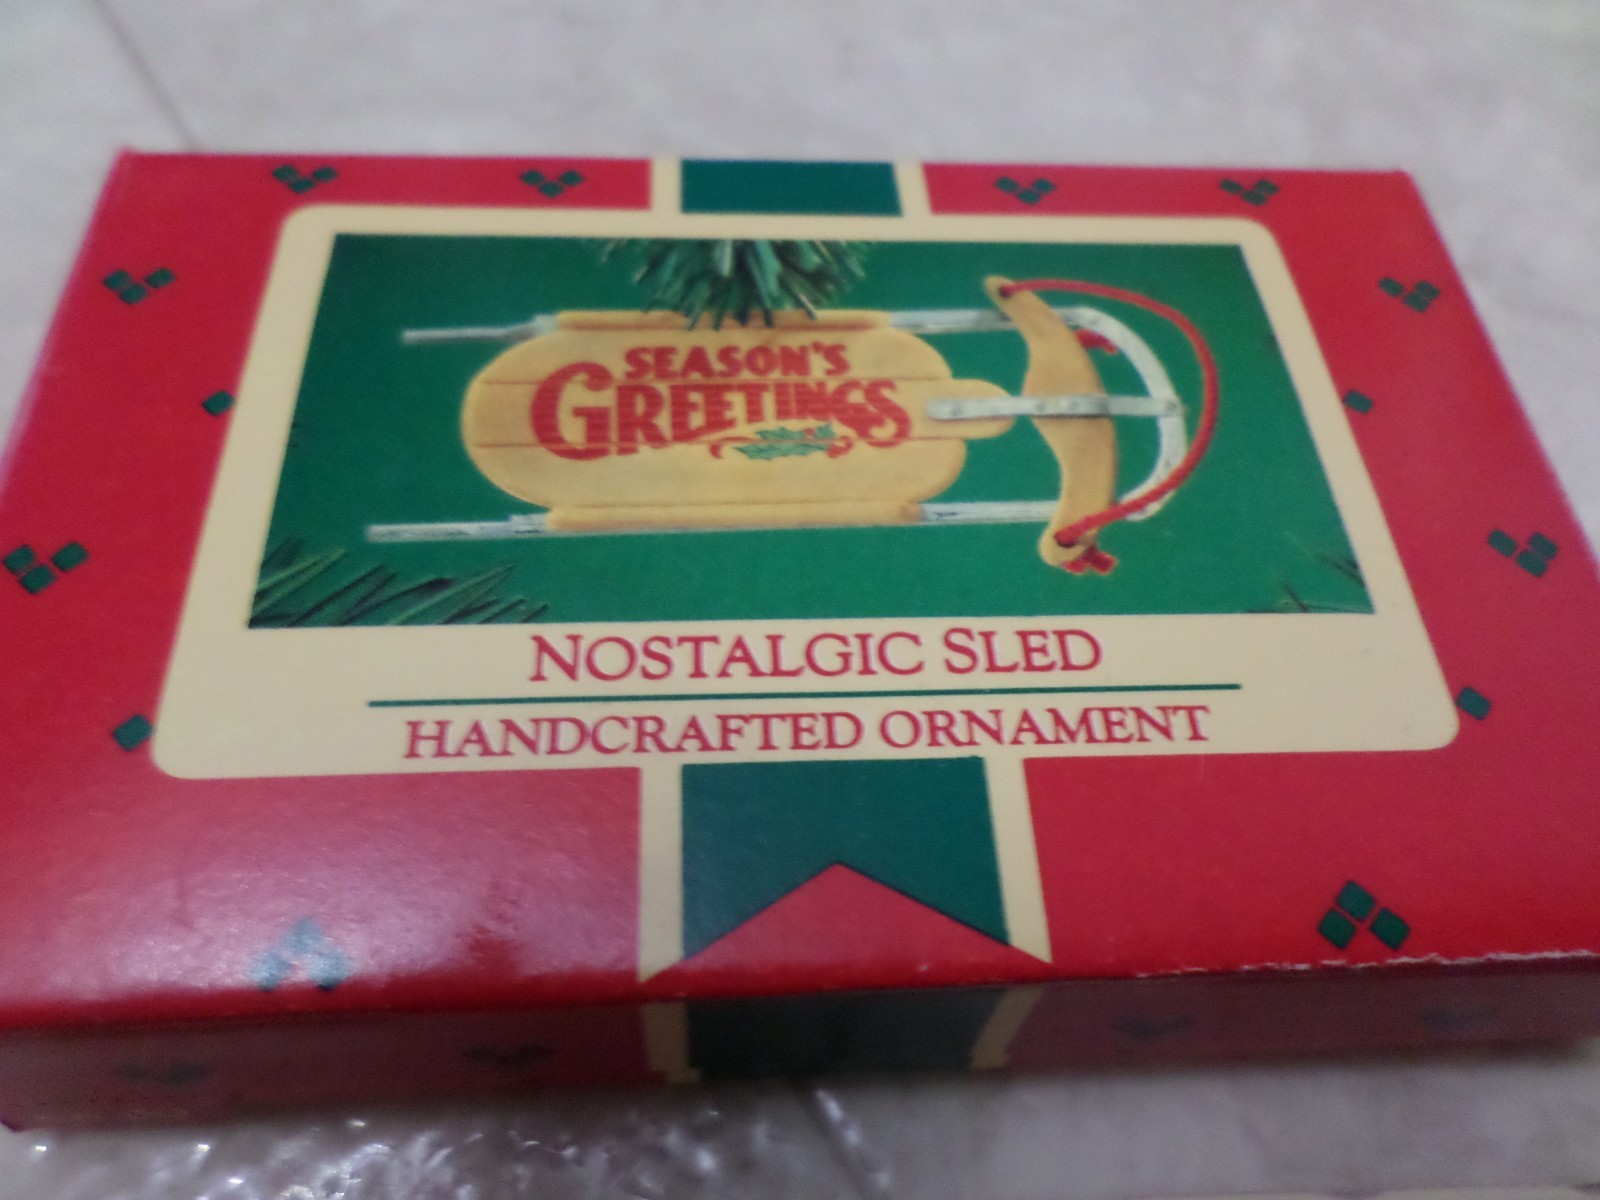 SEASON'S
GREETINGS
NOSTALGIC SLED
HANDCRAFTED ORNAMENT